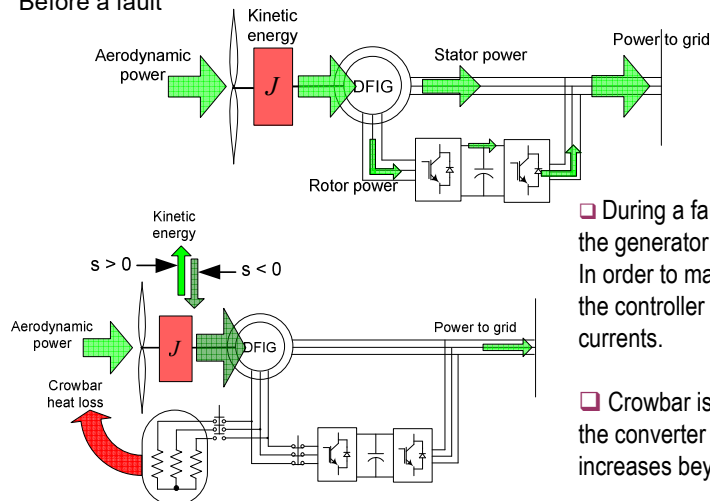 Before a fault
Kinetic
energy
Aerodynamic
power
J
DFIG
Stator power
Power to grid
Rotor power
Kinetic
energy
s > 0
s < 0
Aerodynamic
power
J
DFIG
Power to grid
Crowbar
heat loss
During a fa
the generator
In order to ma
the controller
currents.
Crowbar is
the converter
increases bey